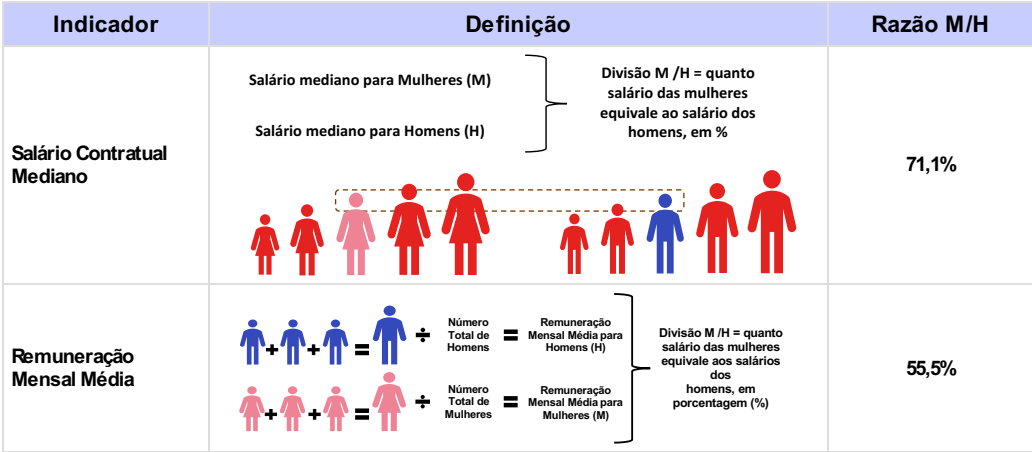 Indicador
Definição
Razão M/H
Salário Contratual
Mediano
Salário mediano para Mulheres (M)
Salário mediano para Homens (H)
Divisão M /H = quanto
salário das mulheres
equivale ao salário dos
homens, em %
71,1%
Remuneração
Mensal Média
+ + = ÷
Número
Total de
Homens
=
Remuneração
Mensal Média para
Homens (H)
+ + = ÷
Número
Total de
Mulheres
=
Remuneração
Mensal Média para
Mulheres (M)
Divisão M /H = quanto
salário das mulheres
equivale aos salários
dos
homens, em
porcentagem (%)
55,5%